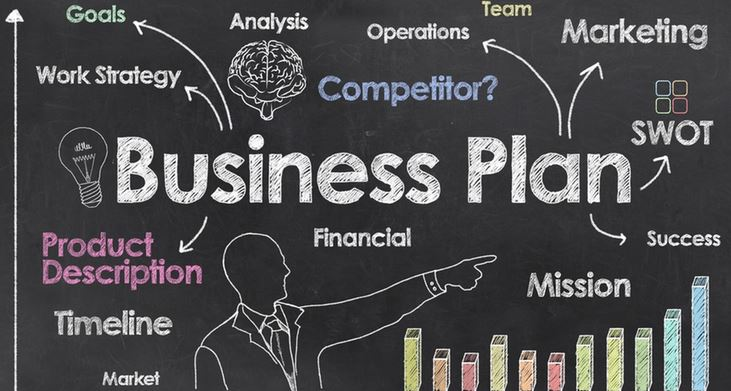 Goals
Analysis
Team
Operations
Marketing
Work Strategy
Competitor?
SWOT
Business Plan
Product
Description
Financial
Success
Mission
Timeline
Market